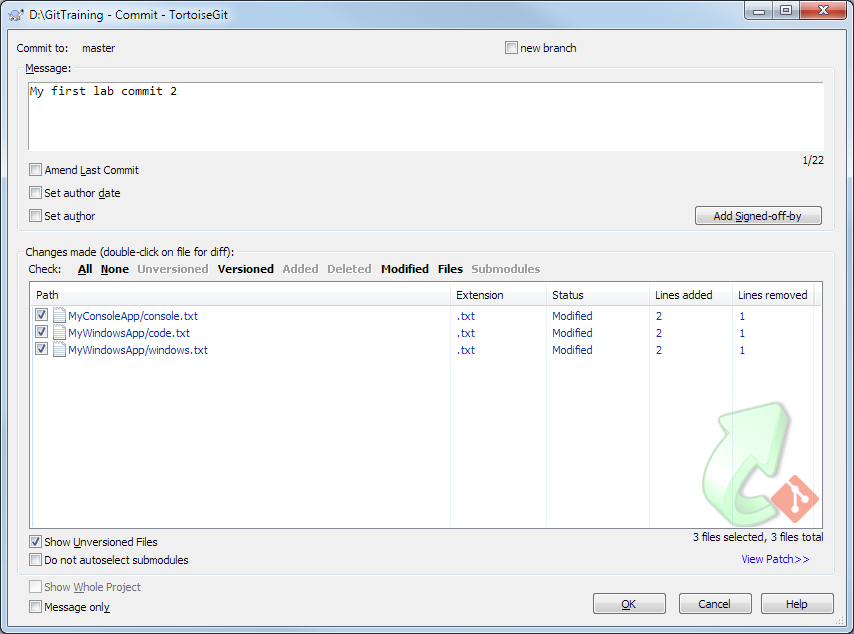 D:\GitTraining - Commit - TortoiseGit
Commit to: master new branch
Message:
My first lab commit 2
1/22
Amend Last Commit
Set author date
Set author Add Signed-off-by
Changes made (double-click on file for diff):
Check: All None Unversioned Versioned Added Deleted Modified Files Submodules
Path Extension Status Lines added Lines removed
MyConsoleApp/console.txt .txt Modified 2 1
MyWindowsApp/code.txt .txt Modified 2 1
MyWindowsApp/windows.txt .txt Modified 2 1
Show Unversioned Files 3 files selected, 3 files total
Do not autoselect submodules View Patch>>
Show Whole Project
Message only OK Cancel Help